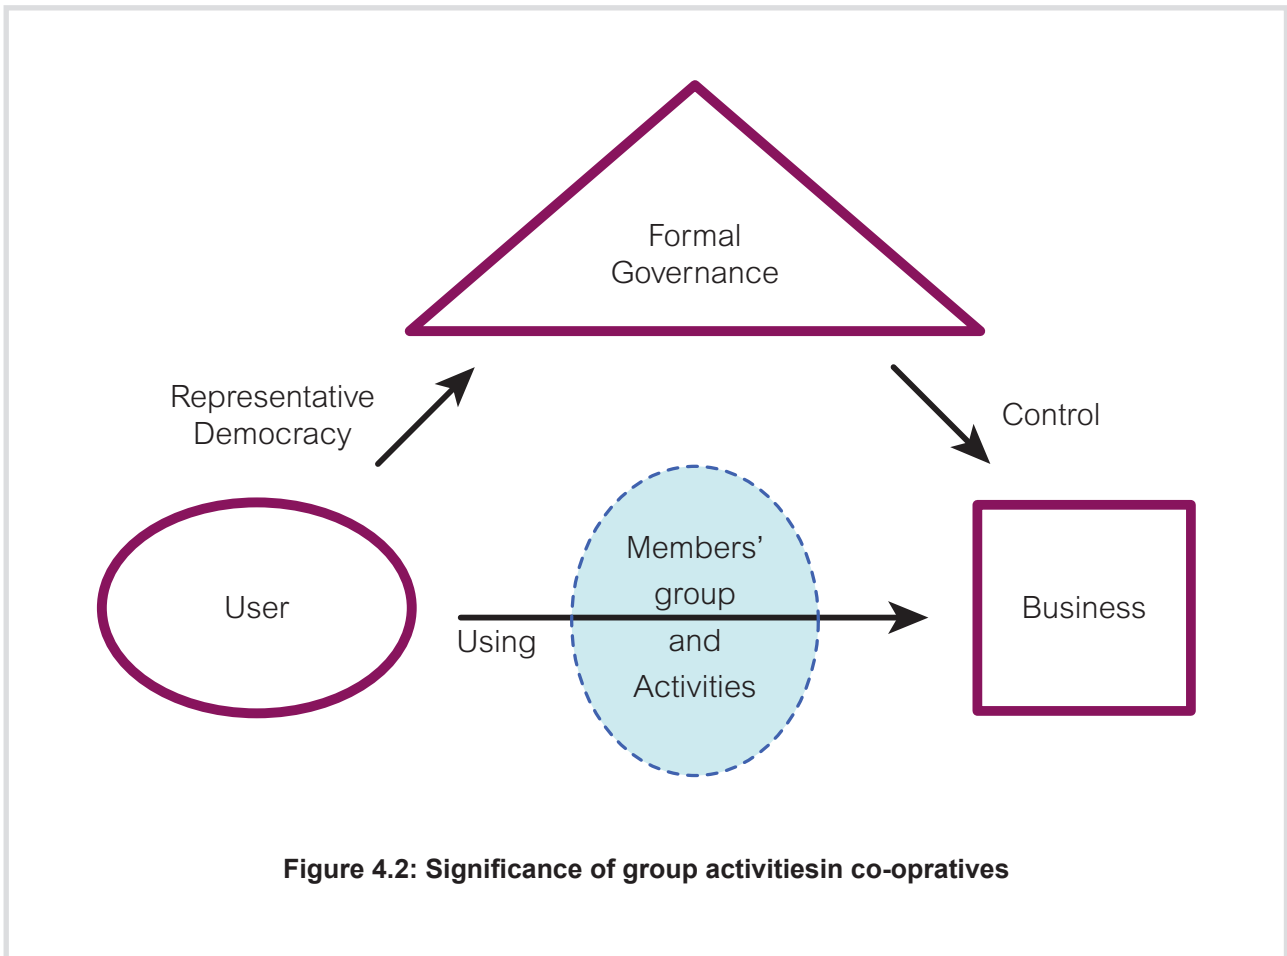 Formal
Governance
Representative
Democracy
Control
Members’
group
and
Activities
User
Using
Business
Figure 4.2: Significance of group activitiesin co-opratives